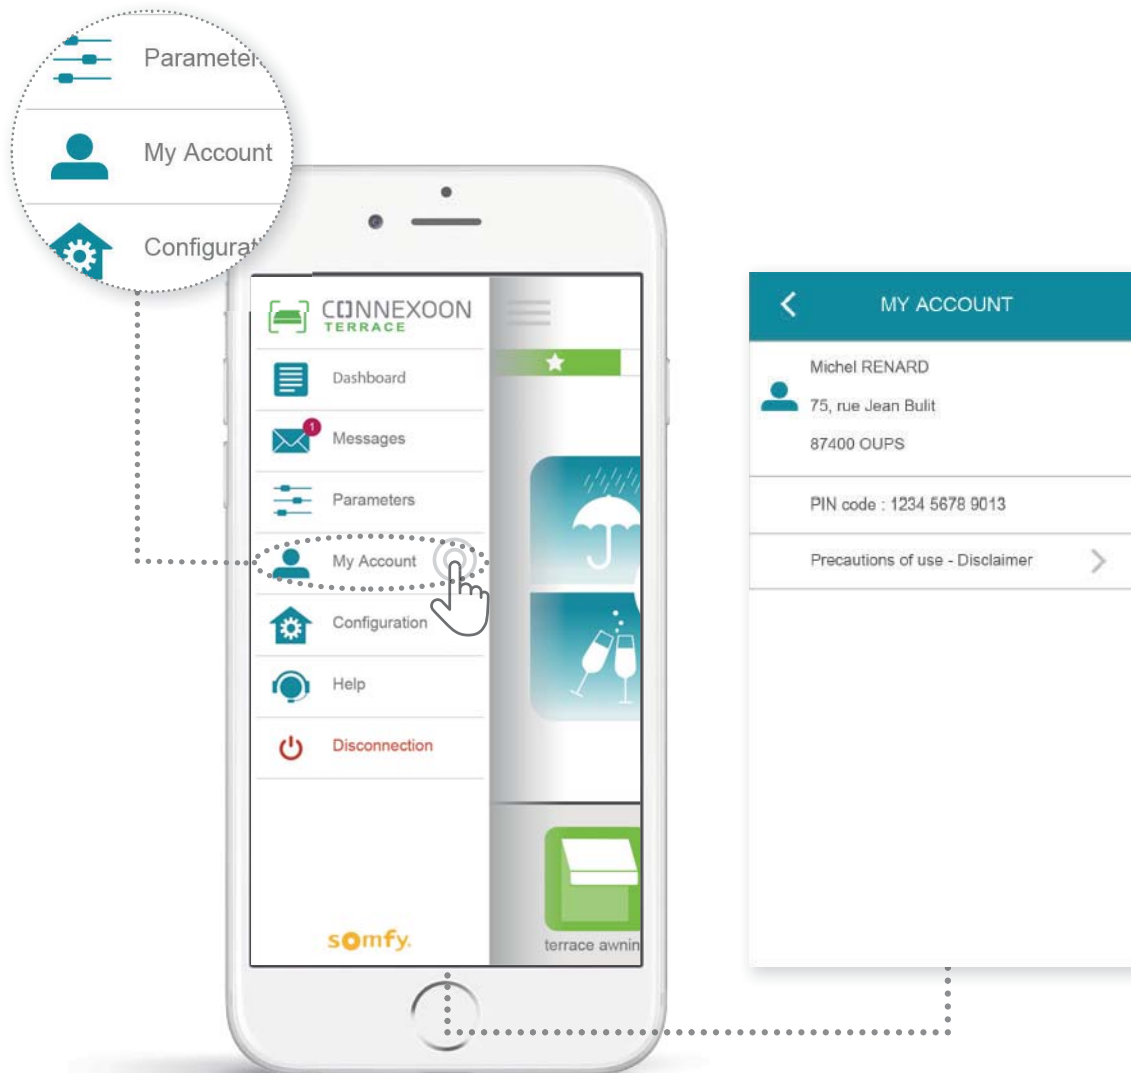 Parameter
My Account
Configurat
CONNEXOON
TERRACE
Dashboard
1
Messages
Parameters
My Account
Configuration
Help
Disconnection
somfy.
terrace awnin
MY ACCOUNT
Michel RENARD
75, rue Jean Bulit
87400 OUPS
PIN code : 1234 5678 9013
Precautions of use - Disclaimer